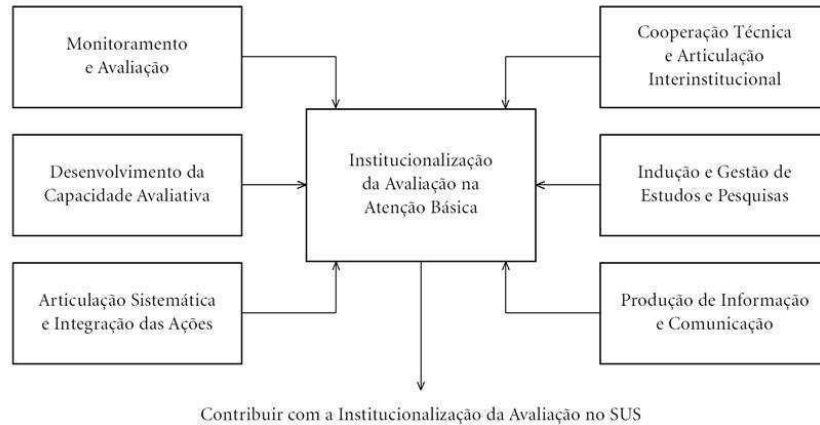 Monitoramento
e Avaliação
Cooperação Técnica
e Articulação
Interinstitucional
Desenvolvimento da
Capacidade Avaliativa
Institucionalização
da Avaliação na
Atenção Básica
Indução e Gestão de
Estudos e Pesquisas
Articulação Sistemática
e Integração das Ações
Produção de Informação
e Comunicação
Contribuir com a Institucionalização da Avaliação no SUS